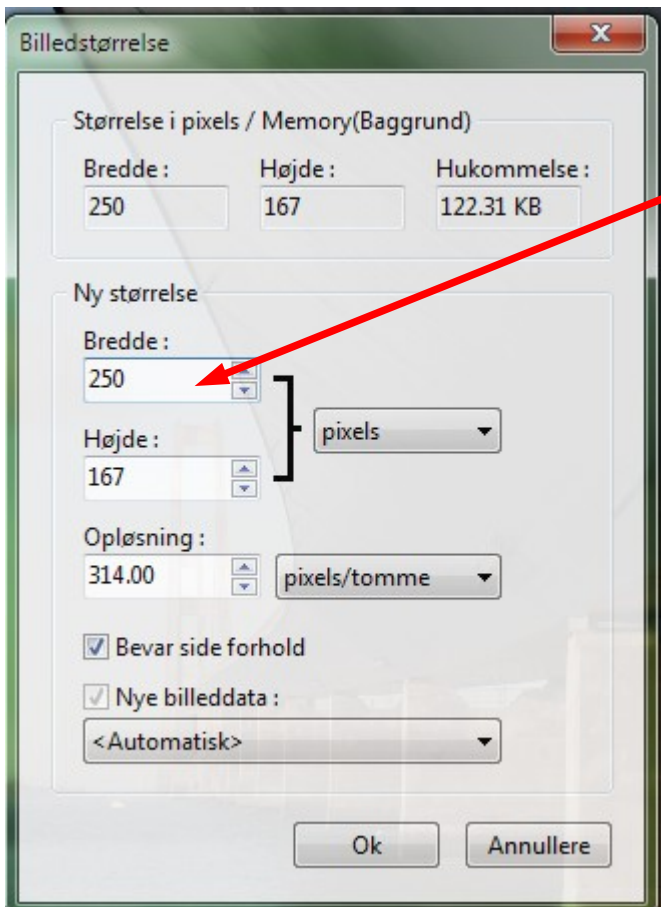 Billedstørrelse
Størrelse i pixels / Memory(Baggrund)
Bredde : Højde : Hukommelse :
250 167 122.31 KB
Ny størrelse
Bredde :
250
pixels
Højde :
167
Opløsning :
314.00 pixels/tomme
Bevar side forhold
Nye billeddata :
<Automatisk>
Ok Annullere